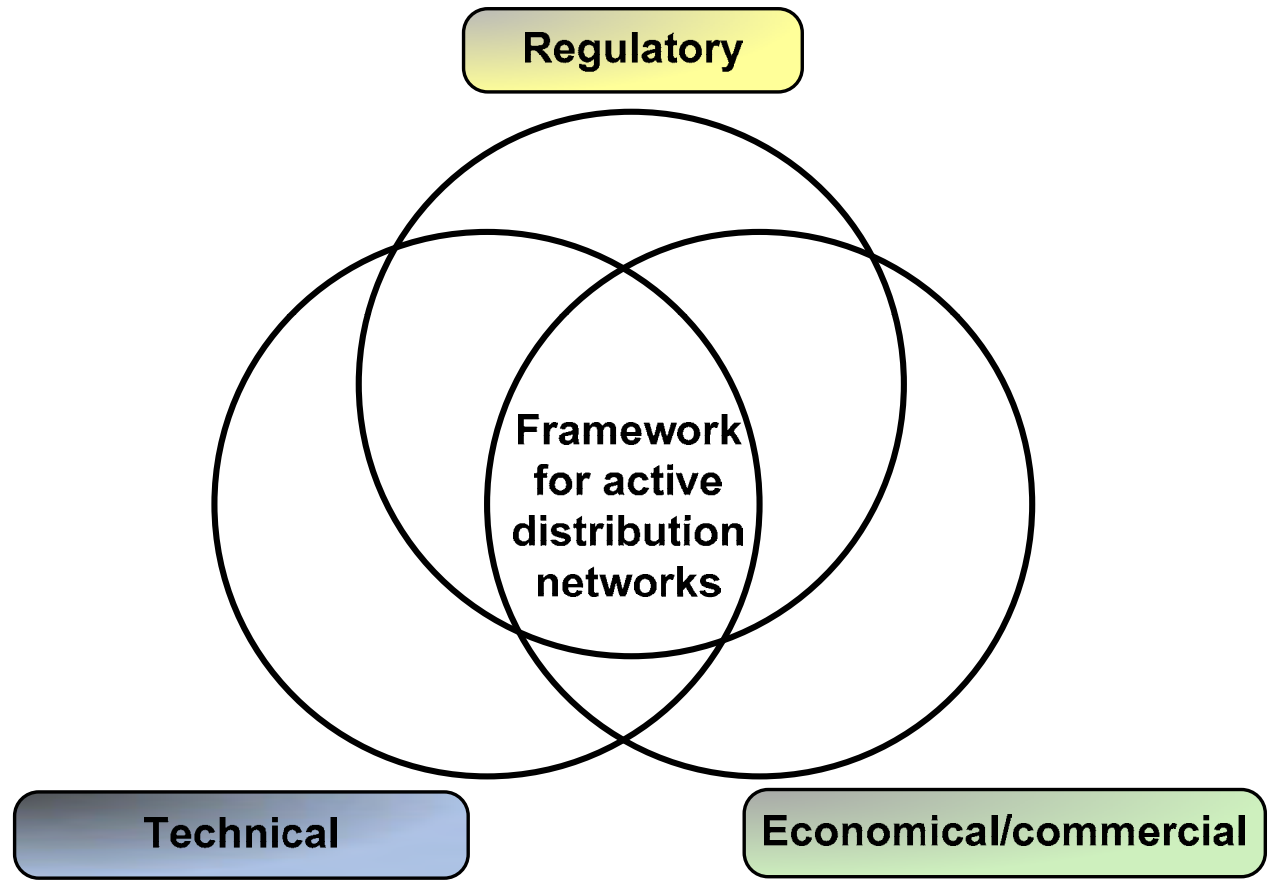 Regulatory
Framework
for active
distribution
networks
Technical
Economical/commercial